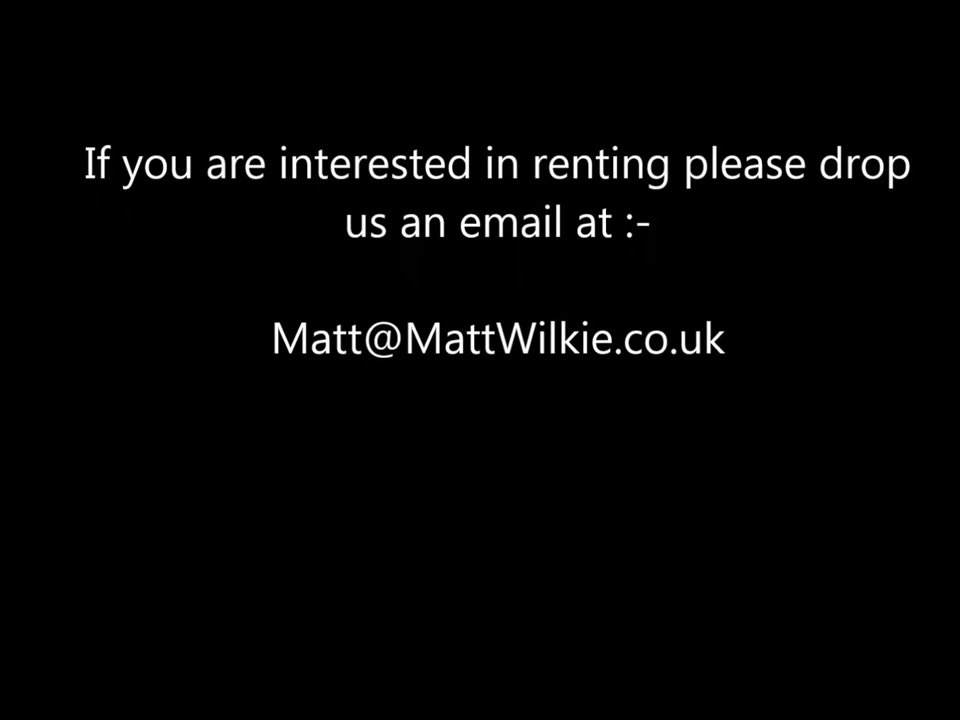 If you are interested in renting please drop
us an email at :-
Matt@MattWilkie.co.uk